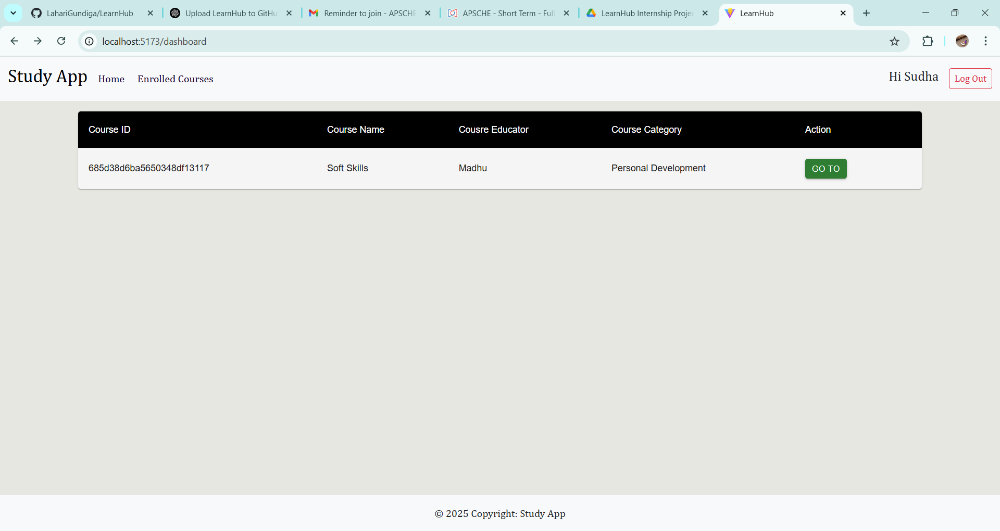 LahariGundiga/LearnHub
Upload LearnHub to GitHu
Reminder to join - APSCHE
APSCHE - Short Term - Full
LearnHub Internship Projec
LearnHub
localhost:5173/dashboard
Study App Home Enrolled Courses Hi Sudha Log Out
Course ID Course Name Cousre Educator Course Category Action
685d38d6ba5650348df13117 Soft Skills Madhu Personal Development GO TO
© 2025 Copyright: Study App